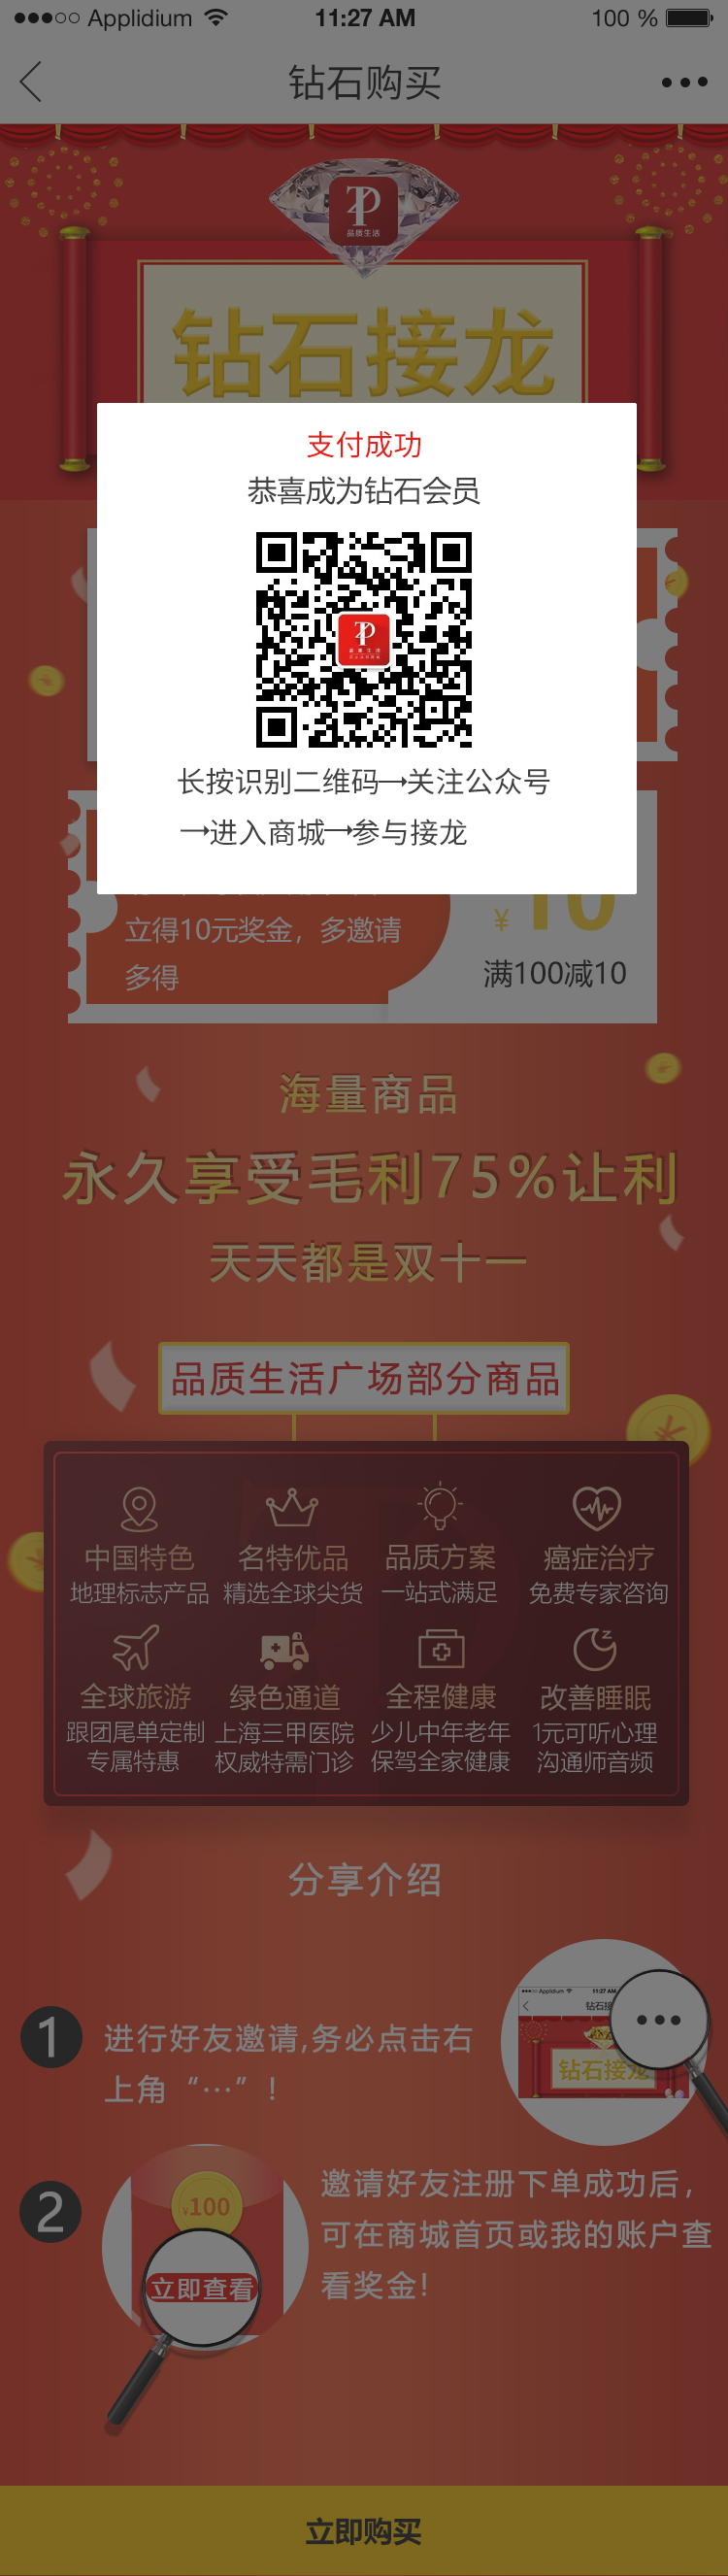 Applidium 11:27 AM 100 %
钻石购买
ZP
品质生活
钻石接龙
支付成功
恭喜成为钻石会员
ZP
长按识别二维码→关注公众号
→进入商城→参与接龙
立得10元奖金，多邀请
多得
¥10
满100减10
海量商品
永久享受毛利75%让利
天天都是双十一
品质生活广场部分商品
中国特色 名特优品 品质方案 癌症治疗
地理标志产品 精选全球尖货 一站式满足 免费专家咨询
全球旅游 绿色通道 全程健康 改善睡眠
跟团尾单定制 上海三甲医院 少儿中年老年 1元可听心理
专属特惠 权威特需门诊 保驾全家健康 沟通师音频
分享介绍
1
进行好友邀请,务必点击右
上角“…”！
Applidium 11:27 AM
钻石接龙
2
邀请好友注册下单成功后，
可在商城首页或我的账户查
看奖金!
¥100
立即查看
立即购买